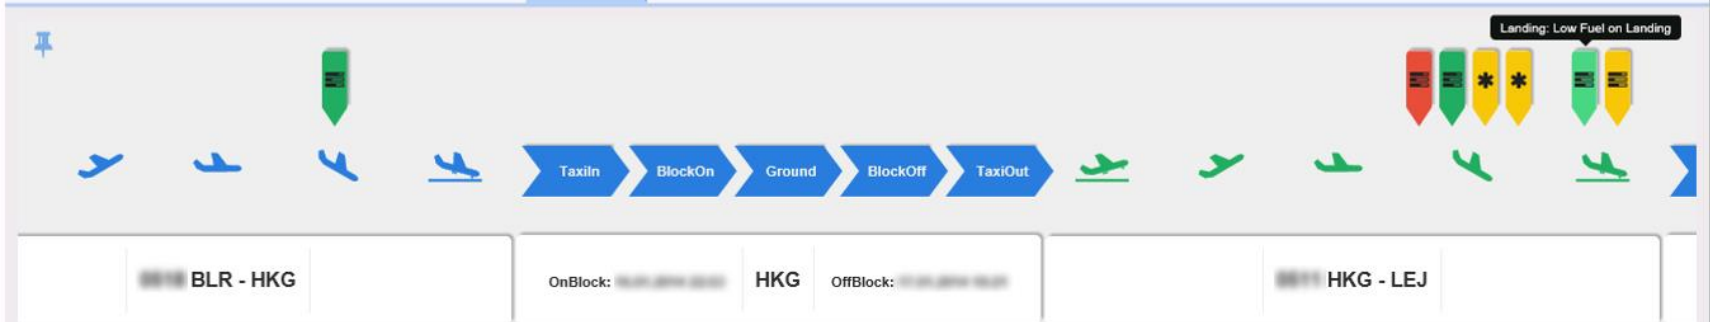 Landing: Low Fuel on Landing
TaxiIn BlockOn Ground BlockOff TaxiOut
BLR - HKG
OnBlock: HKG OffBlock:
HKG - LEJ